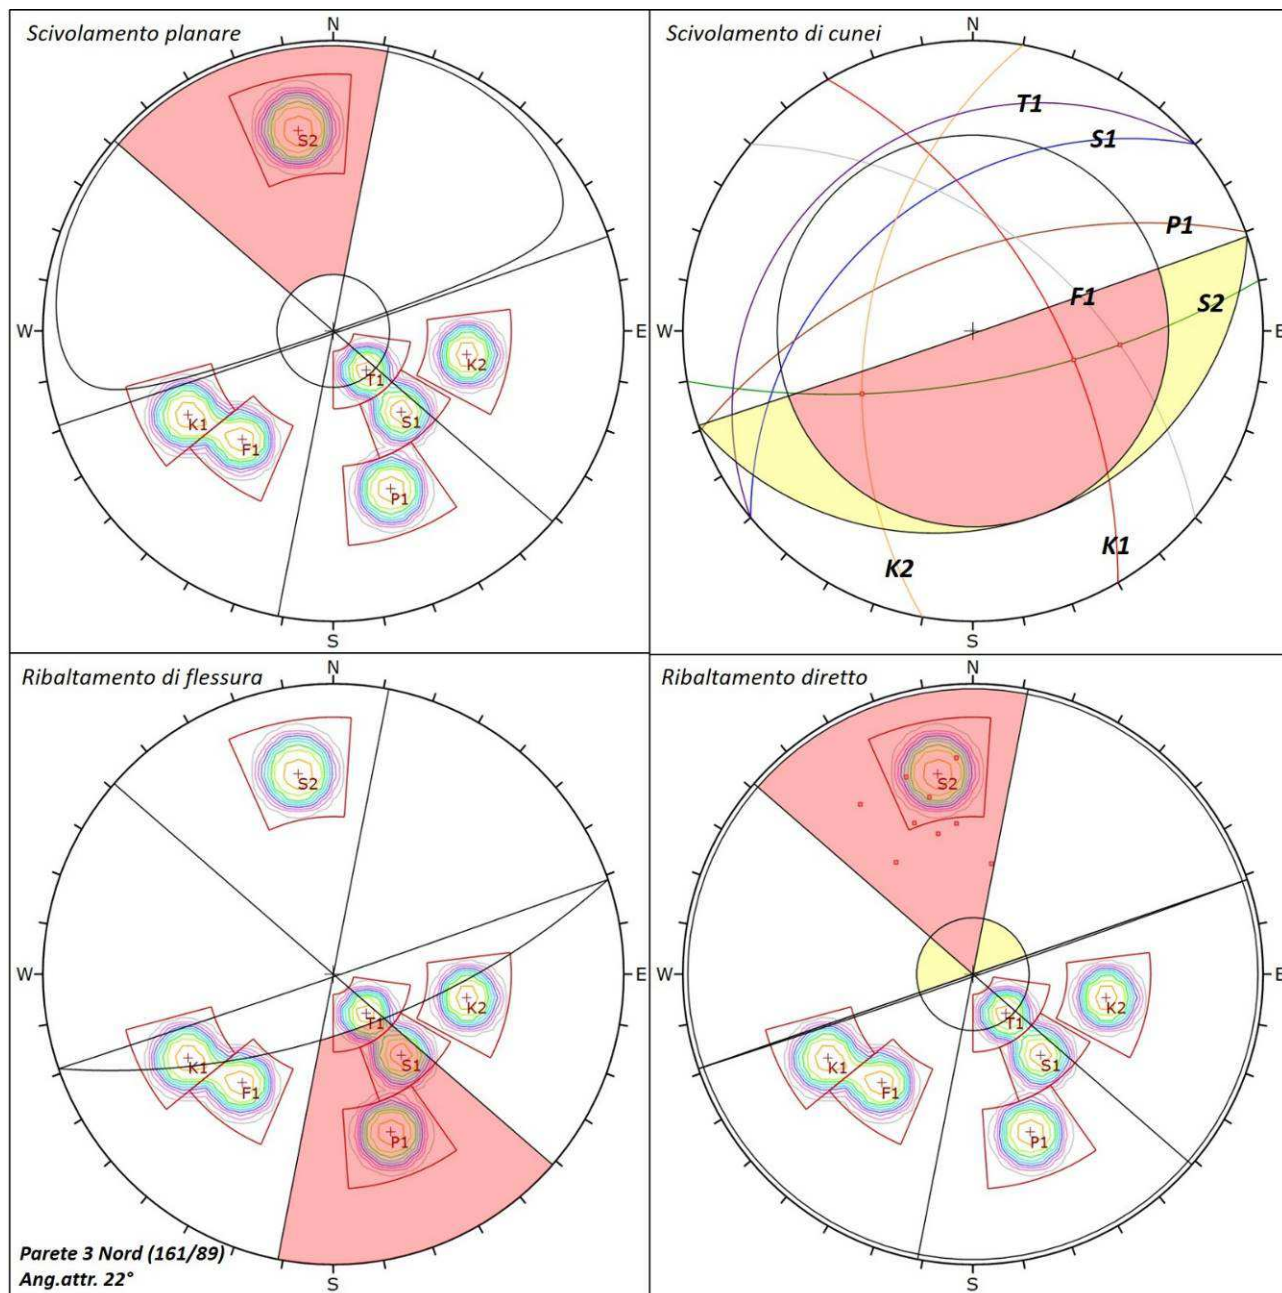 Scivolamento planare
N
S2
W
E
K2
T1
S1
K1
F1
P1
S
Scivolamento di cunei
N
T1
S1
P1
F1
S2
W
E
K1
K2
S
Ribaltamento di flessura
N
S2
W
E
K2
T1
S1
K1
F1
P1
Parete 3 Nord (161/89)
Ang.attr. 22°
S
Ribaltamento diretto
N
S2
W
E
K2
T1
S1
K1
F1
P1
S